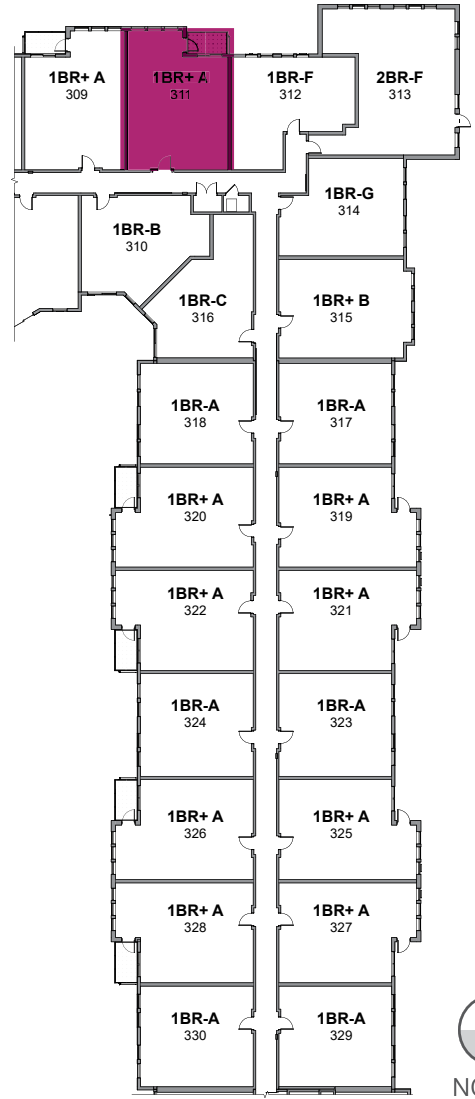 1BR+ A
309
1BR+ A
311
1BR-F
312
2BR-F
313
1BR-G
314
1BR-B
310
1BR-C
316
1BR+ B
315
1BR-A
318
1BR-A
317
1BR+ A
320
1BR+ A
319
1BR+ A
322
1BR+ A
321
1BR-A
324
1BR-A
323
1BR+ A
326
1BR+ A
325
1BR+ A
328
1BR+ A
327
1BR-A
330
1BR-A
329